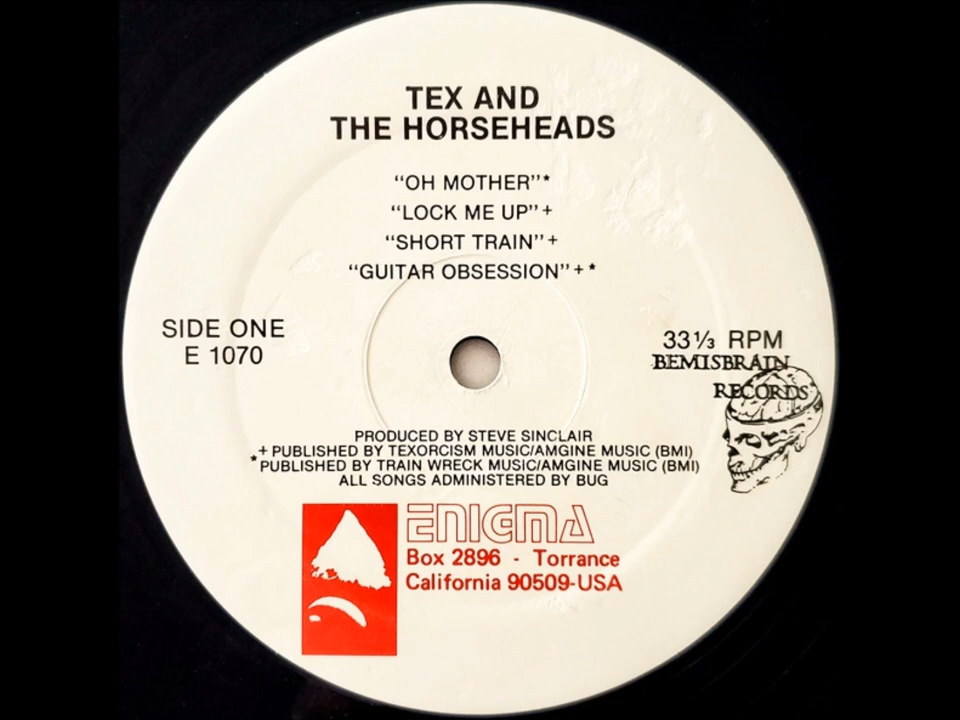 TEX AND
THE HORSEHEADS
“OH MOTHER”*
“LOCK ME UP”+
“SHORT TRAIN”+
“GUITAR OBSESSION”+*
SIDE ONE
E 1070
33⅓ RPM
BEMISBRAIN
RECORDS
PRODUCED BY STEVE SINCLAIR
+PUBLISHED BY TEXORCISM MUSIC/AMGINE MUSIC (BMI)
*PUBLISHED BY TRAIN WRECK MUSIC/AMGINE MUSIC (BMI)
ALL SONGS ADMINISTERED BY BUG
ENIGMA
Box 2896 - Torrance
California 90509-USA